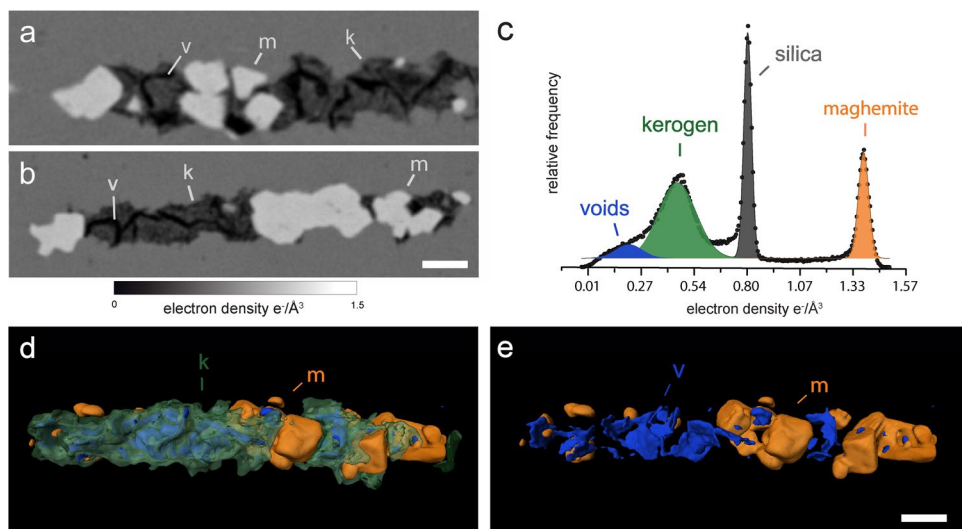 a
v
m
k
b
v
k
m
0
1.5
electron density e⁻/Å³
c
relative frequency
voids
kerogen
silica
maghemite
0.01 0.27 0.54 0.80 1.07 1.33 1.57
electron density e⁻/Å³
d
k
m
e
v
m